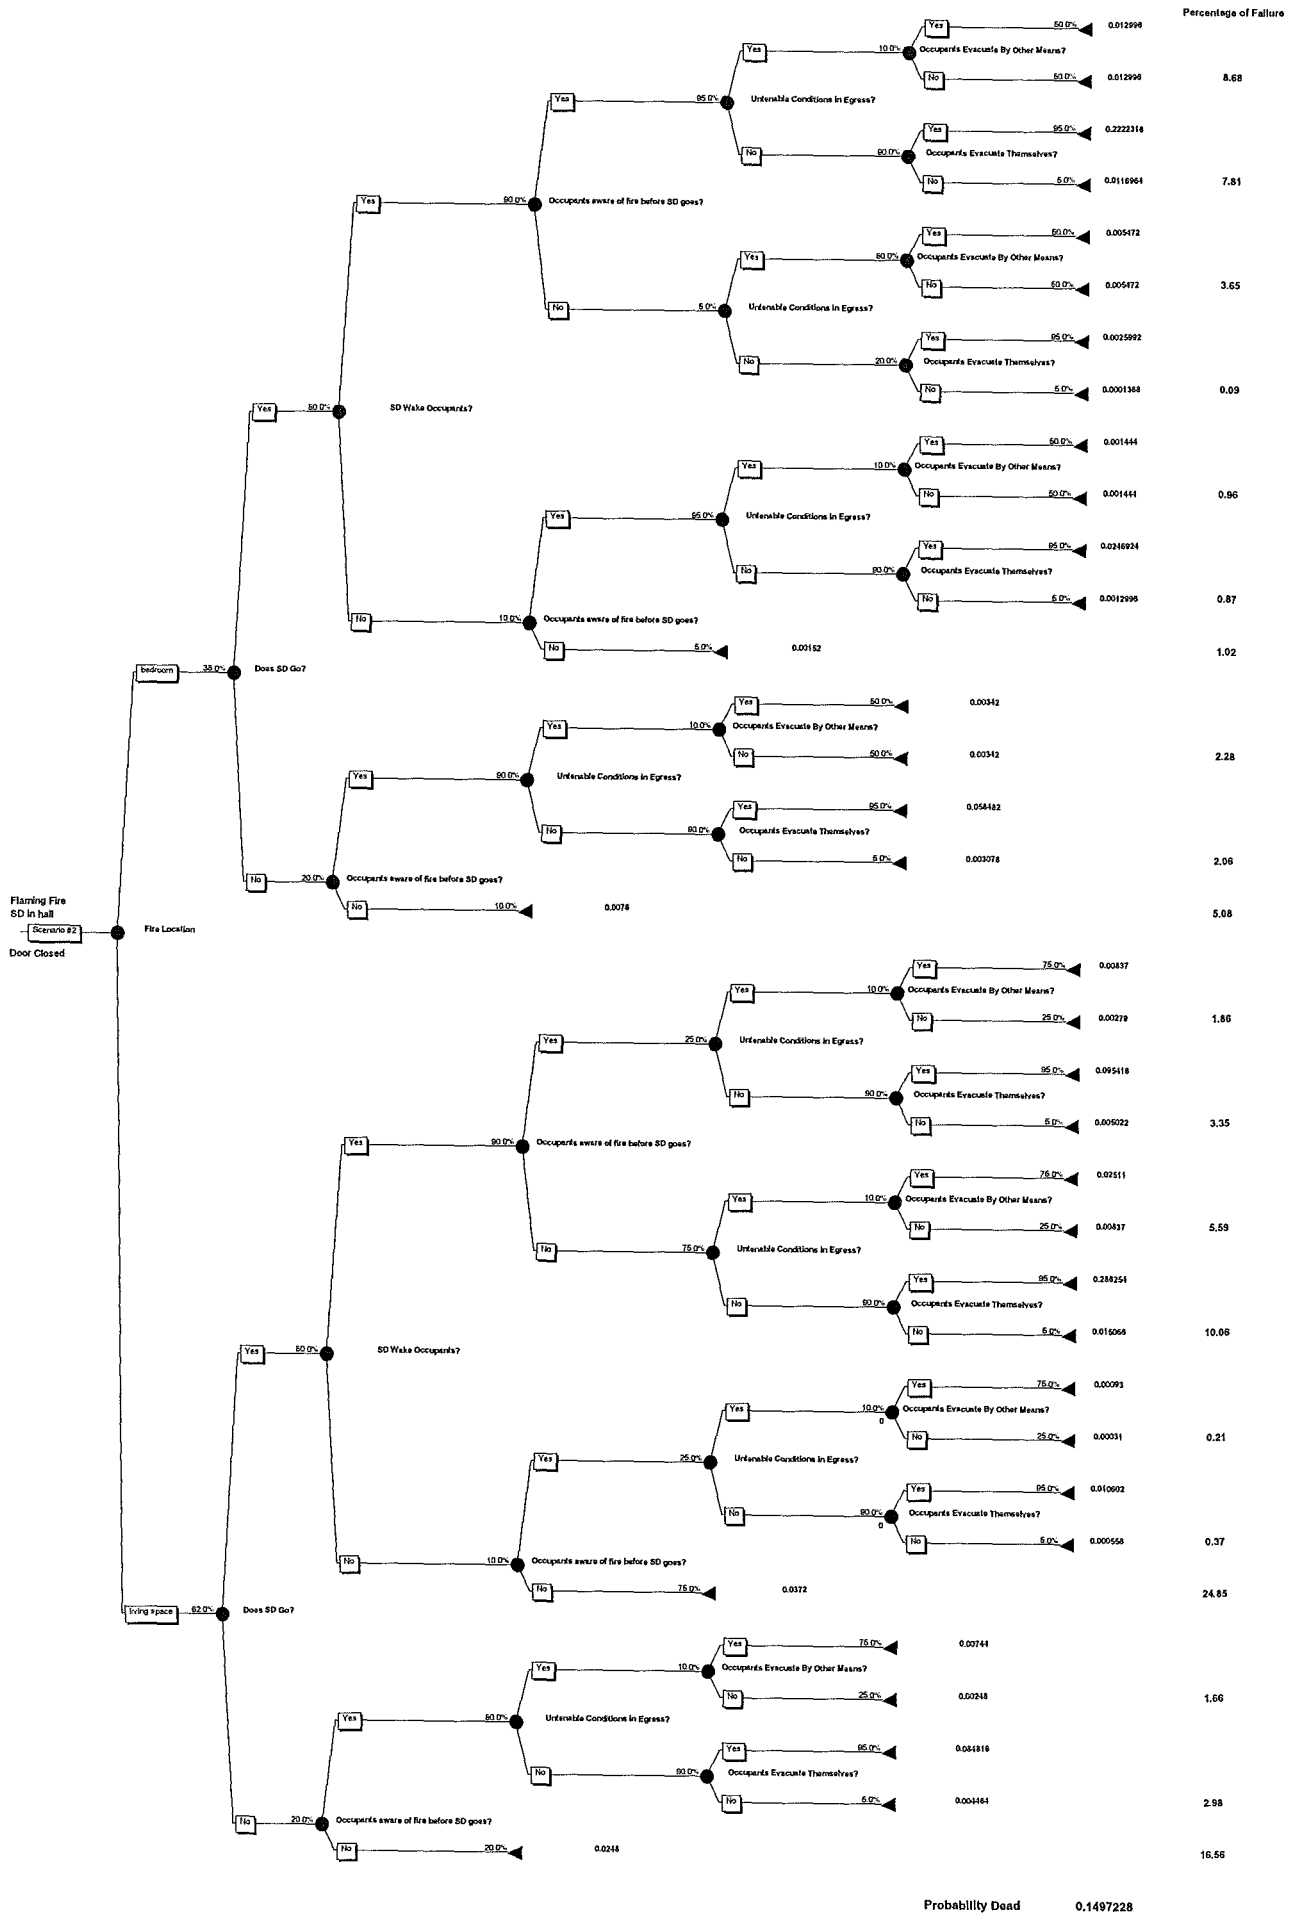 Percentage of Failure
Yes 50.0% 0.012996
Yes 10.0% Occupants Evacuate By Other Means?
No 50.0% 0.012996 8.68
Yes 95.0% Untenable Conditions in Egress?
Yes 95.0% 0.2222316
No 90.0% Occupants Evacuate Themselves?
No 5.0% 0.0116964 7.81
Yes 90.0% Occupants aware of fire before SD goes?
Yes 50.0% 0.005472
Yes 80.0% Occupants Evacuate By Other Means?
No 50.0% 0.005472 3.65
No 5.0% Untenable Conditions in Egress?
Yes 95.0% 0.0025992
No 20.0% Occupants Evacuate Themselves?
No 5.0% 0.0001368 0.09
Yes 80.0% SD Wake Occupants?
Yes 50.0% 0.001444
Yes 10.0% Occupants Evacuate By Other Means?
No 50.0% 0.001444 0.96
Yes 95.0% Untenable Conditions in Egress?
Yes 95.0% 0.0246924
No 90.0% Occupants Evacuate Themselves?
No 5.0% 0.0012996 0.87
No 10.0% Occupants aware of fire before SD goes?
No 5.0% 0.00152 1.02
bedroom 38.0% Does SD Go?
Yes 50.0% 0.00342
Yes 10.0% Occupants Evacuate By Other Means?
No 50.0% 0.00342 2.28
Yes 90.0% Untenable Conditions in Egress?
Yes 95.0% 0.058482
No 90.0% Occupants Evacuate Themselves?
No 5.0% 0.003078 2.06
No 20.0% Occupants aware of fire before SD goes?
No 10.0% 0.0076 5.08
Flaming Fire
SD in hall
Scenario #2 Fire Location
Door Closed
Yes 75.0% 0.00837
Yes 10.0% Occupants Evacuate By Other Means?
No 25.0% 0.00279 1.86
Yes 25.0% Untenable Conditions in Egress?
Yes 95.0% 0.095418
No 90.0% Occupants Evacuate Themselves?
No 5.0% 0.005022 3.35
Yes 90.0% Occupants aware of fire before SD goes?
Yes 75.0% 0.02511
Yes 10.0% Occupants Evacuate By Other Means?
No 25.0% 0.00837 5.59
No 75.0% Untenable Conditions in Egress?
Yes 95.0% 0.286254
No 90.0% Occupants Evacuate Themselves?
No 5.0% 0.015066 10.06
Yes 80.0% SD Wake Occupants?
Yes 75.0% 0.00093
Yes 10.0% Occupants Evacuate By Other Means?
0
No 25.0% 0.00031 0.21
Yes 25.0% Untenable Conditions in Egress?
Yes 95.0% 0.010602
No 90.0% Occupants Evacuate Themselves?
0
No 5.0% 0.000558 0.37
No 10.0% Occupants aware of fire before SD goes?
No 75.0% 0.0372 24.85
living space 62.0% Does SD Go?
Yes 75.0% 0.00744
Yes 10.0% Occupants Evacuate By Other Means?
No 25.0% 0.00248 1.66
Yes 80.0% Untenable Conditions in Egress?
Yes 95.0% 0.084816
No 90.0% Occupants Evacuate Themselves?
No 5.0% 0.004464 2.98
No 20.0% Occupants aware of fire before SD goes?
No 20.0% 0.0248 16.56
Probability Dead 0.1497228